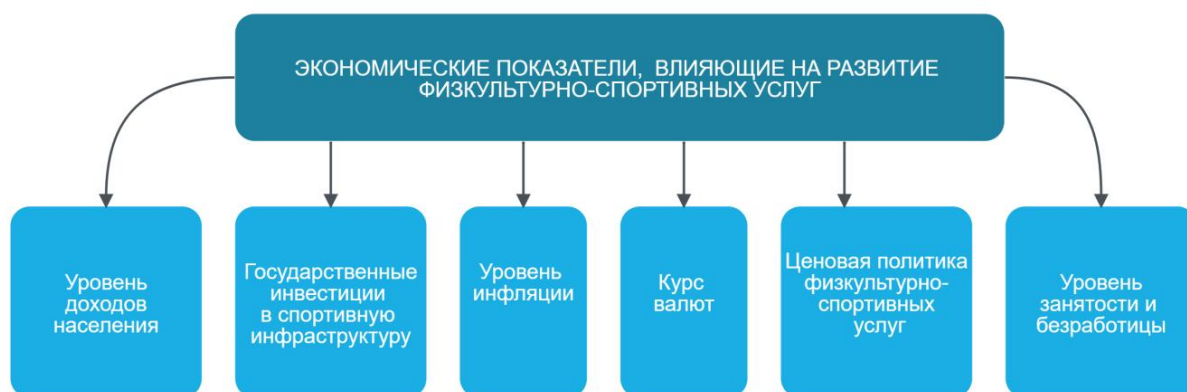 ЭКОНОМИЧЕСКИЕ ПОКАЗАТЕЛИ, ВЛИЯЮЩИЕ НА РАЗВИТИЕ
ФИЗКУЛЬТУРНО-СПОРТИВНЫХ УСЛУГ
Уровень
доходов
населения
Государственные
инвестиции
в спортивную
инфраструктуру
Уровень
инфляции
Курс
валют
Ценовая политика
физкультурно-
спортивных
услуг
Уровень
занятости и
безработицы